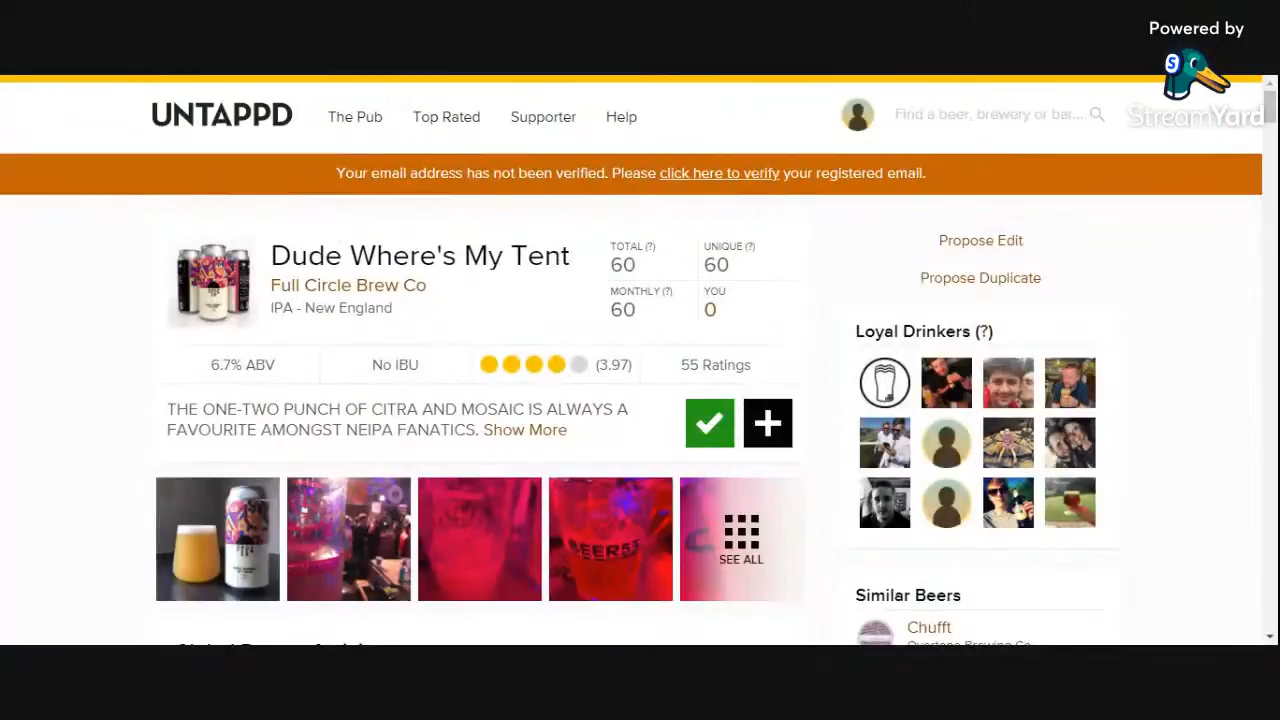 Powered by
S
StreamYard
UNTAPPD
The Pub
Top Rated
Supporter
Help
Find a beer, brewery or bar...
Your email address has not been verified. Please click here to verify your registered email.
Dude Where's My Tent
Full Circle Brew Co
IPA - New England
TOTAL (?)
60
UNIQUE (?)
60
MONTHLY (?)
60
YOU
0
Propose Edit
Propose Duplicate
6.7% ABV
No IBU
(3.97)
55 Ratings
THE ONE-TWO PUNCH OF CITRA AND MOSAIC IS ALWAYS A
FAVOURITE AMONGST NEIPA FANATICS. Show More
BEER53
SEE ALL
Loyal Drinkers (?)
Similar Beers
Chufft
Overtone Brewing Co